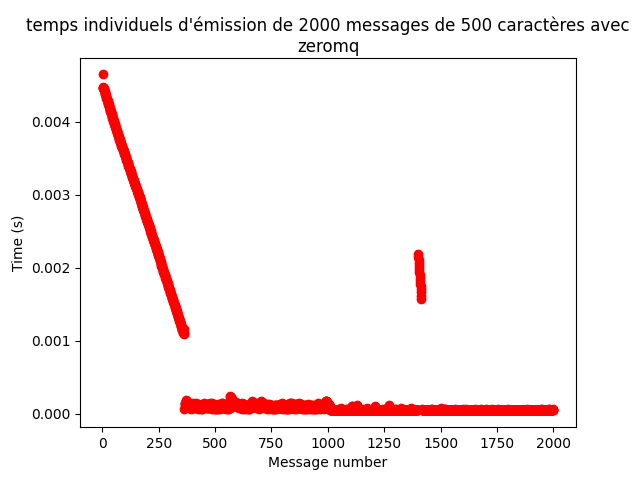 temps individuels d'émission de 2000 messages de 500 caractères avec
zeromq
0.004
0.003
0.002
0.001
0.000
Time (s)
0 250 500 750 1000 1250 1500 1750 2000
Message number